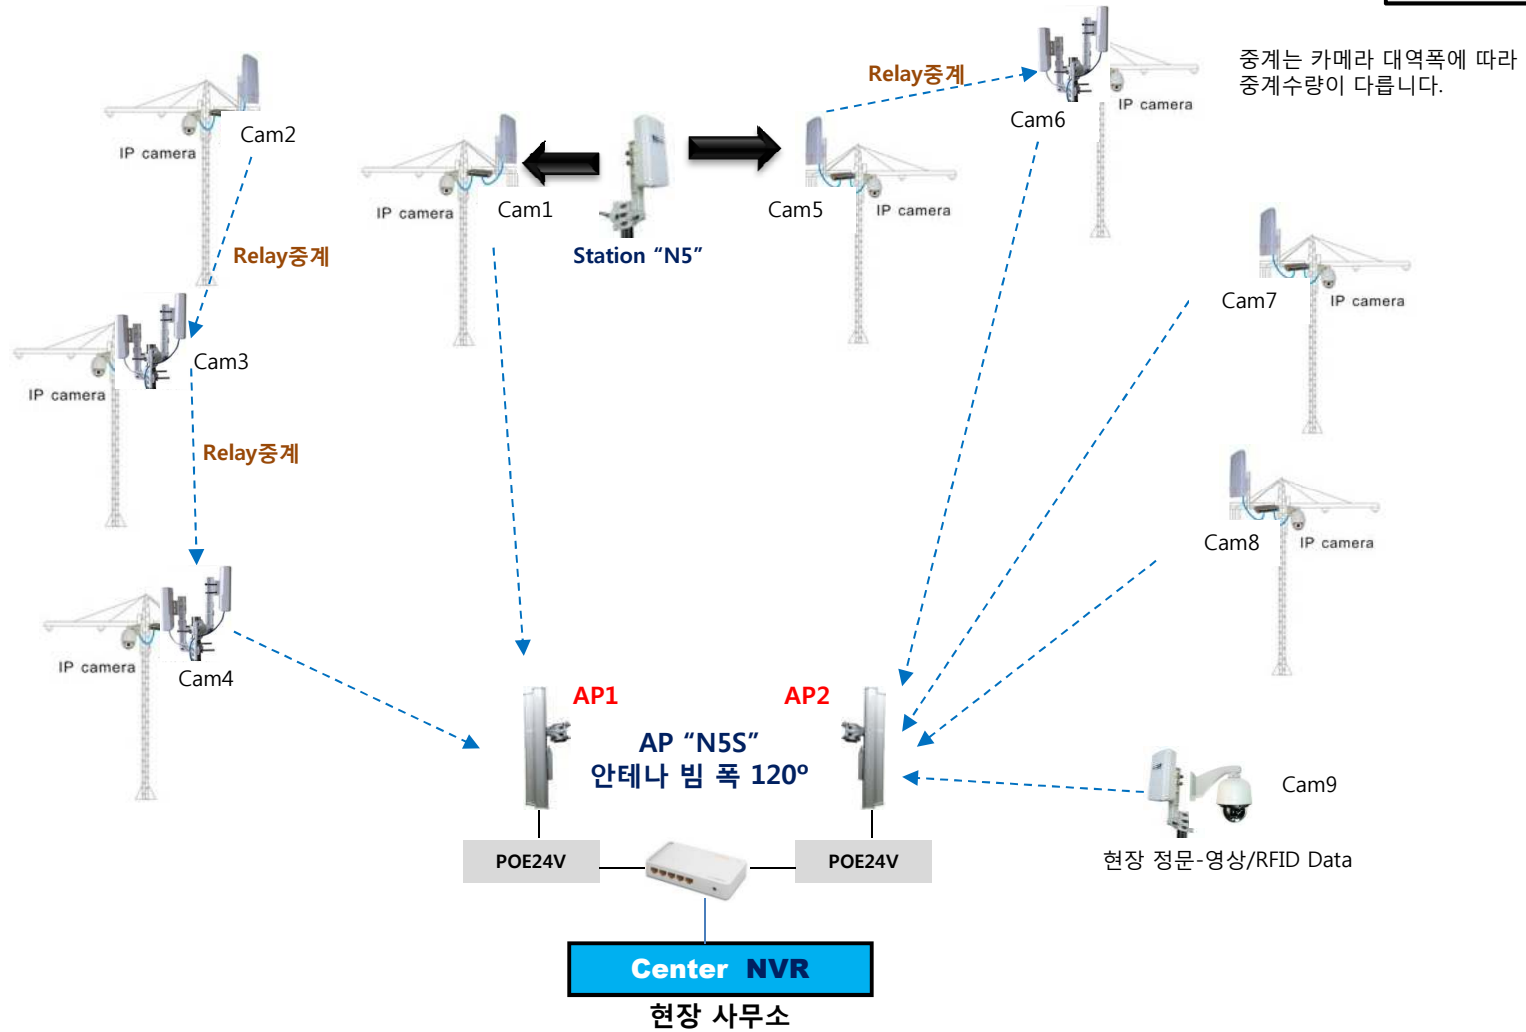 Relay중계
중계는 카메라 대역폭에 따라
중계수량이 다릅니다.
IP camera
Cam6
Cam2
IP camera
Cam1
IP camera
Station “N5”
Cam5
IP camera
Relay중계
Cam7
IP camera
Cam3
IP camera
Relay중계
Cam8
IP camera
IP camera
Cam4
AP1
AP2
AP “N5S”
안테나 빔 폭 120º
Cam9
현장 정문-영상/RFID Data
POE24V
POE24V
Center NVR
현장 사무소